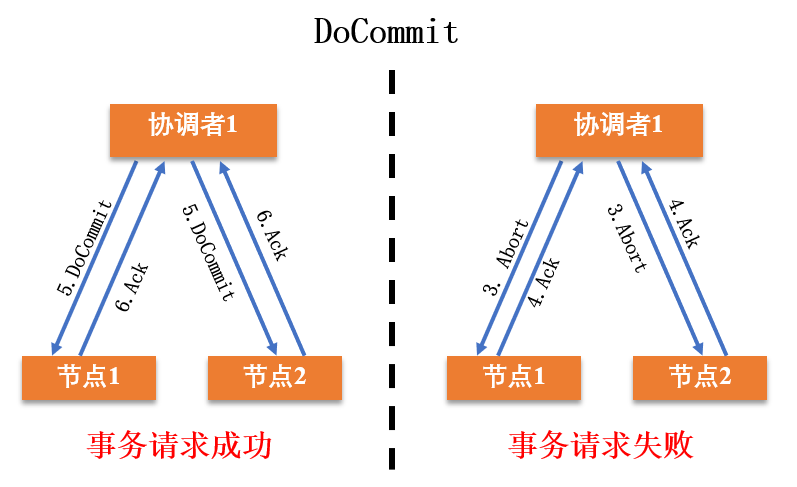 DoCommit
协调者1
5.DoCommit
6.Ack
5.DoCommit
6.Ack
节点1
节点2
事务请求成功
协调者1
3. Abort
4.Ack
3.Abort
4.Ack
节点1
节点2
事务请求失败